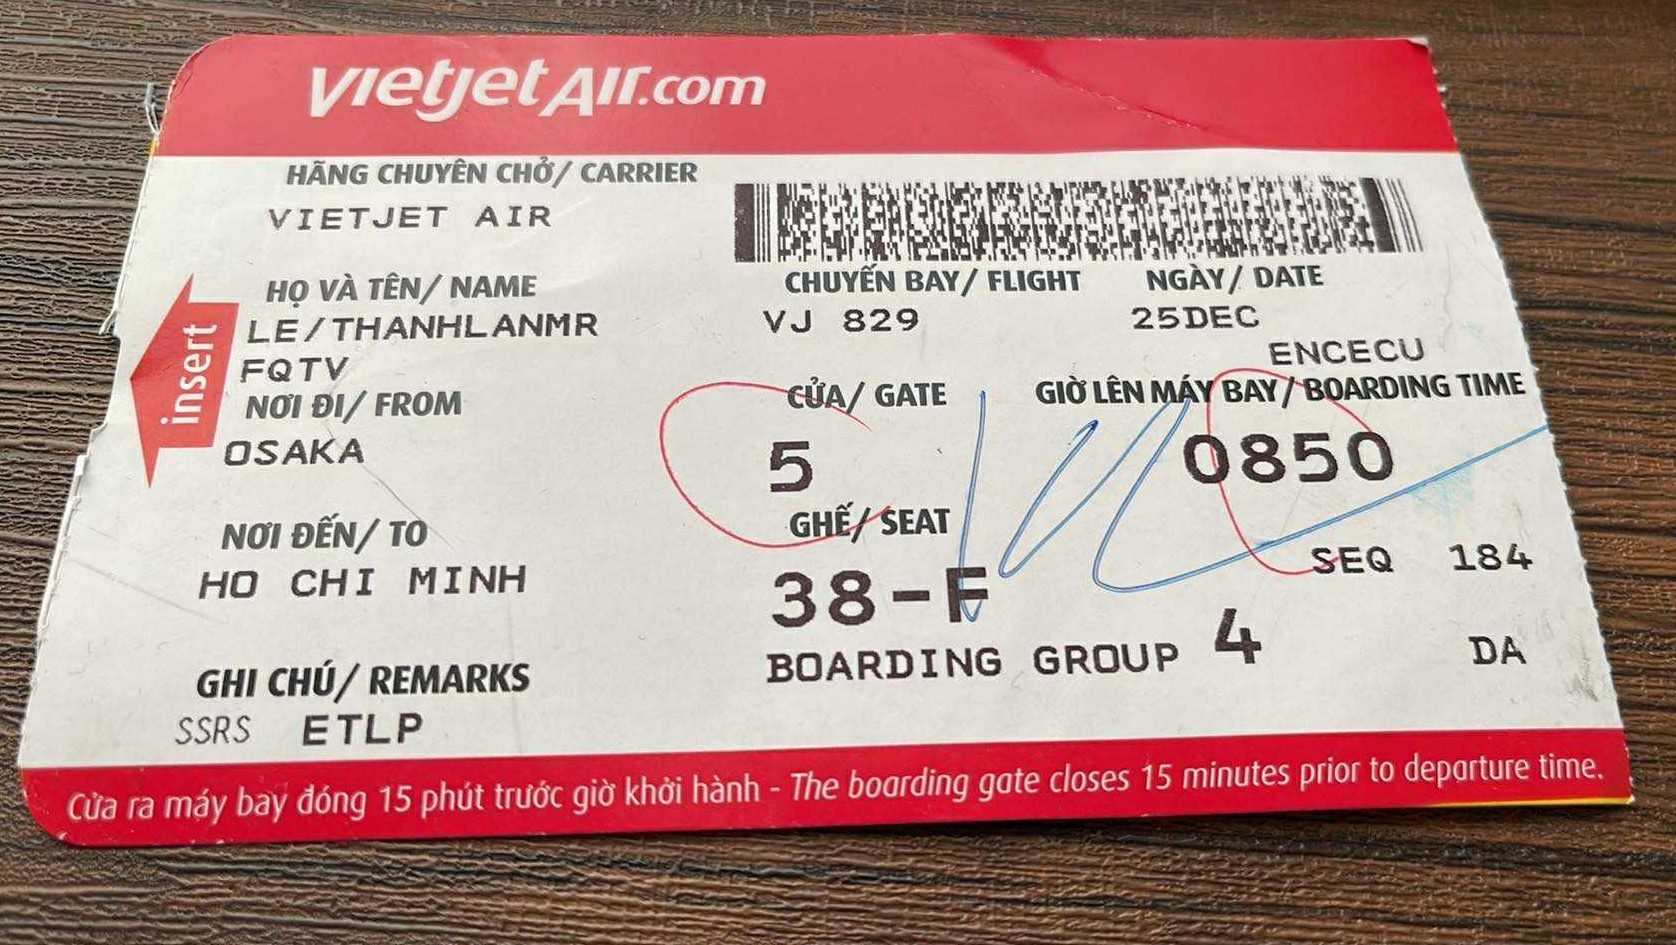 vietjetAir.com
HÃNG CHUYÊN CHỞ/ CARRIER
VIETJET AIR
HỌ VÀ TÊN/ NAME
LE/THANHLANMR
FQTV
NƠI ĐI/ FROM
OSAKA
NƠI ĐẾN/ TO
HO CHI MINH
GHI CHÚ/ REMARKS
SSRS ETLP
insert
CHUYẾN BAY/ FLIGHT
VJ 829
NGÀY/ DATE
25DEC
ENCECU
CỬA/ GATE
5
GIỜ LÊN MÁY BAY/ BOARDING TIME
0850
GHẾ/ SEAT
38-F
SEQ 184
BOARDING GROUP 4
DA
Cửa ra máy bay đóng 15 phút trước giờ khởi hành - The boarding gate closes 15 minutes prior to departure time.